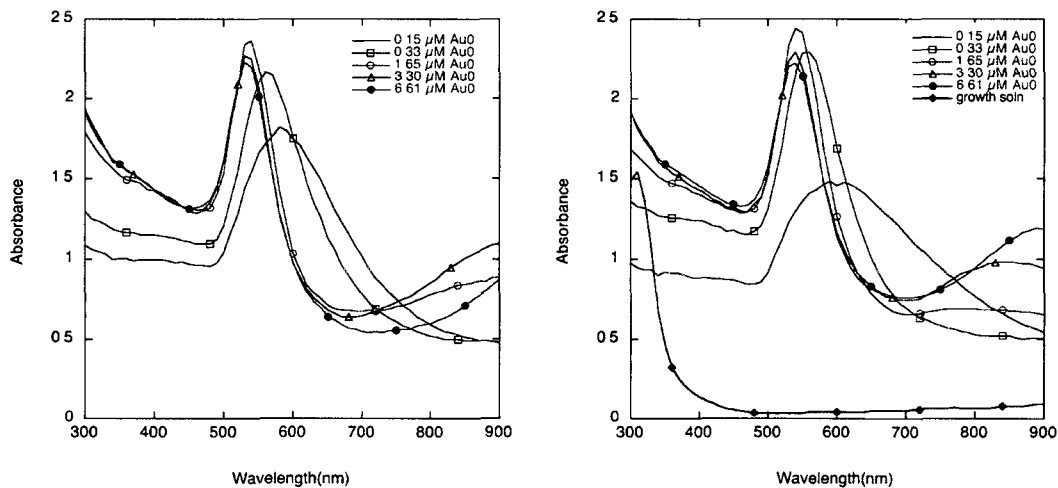 0 15 µM Au0
0 33 µM Au0
1 65 µM Au0
3 30 µM Au0
6 61 µM Au0
Absorbance
2 5
2
1 5
1
0 5
0
300 400 500 600 700 800 900
Wavelength(nm)
0 15 µM Au0
0 33 µM Au0
1 65 µM Au0
3 30 µM Au0
6 61 µM Au0
growth soln
Absorbance
2.5
2
1 5
1
0 5
0
300 400 500 600 700 800 900
Wavelength(nm)